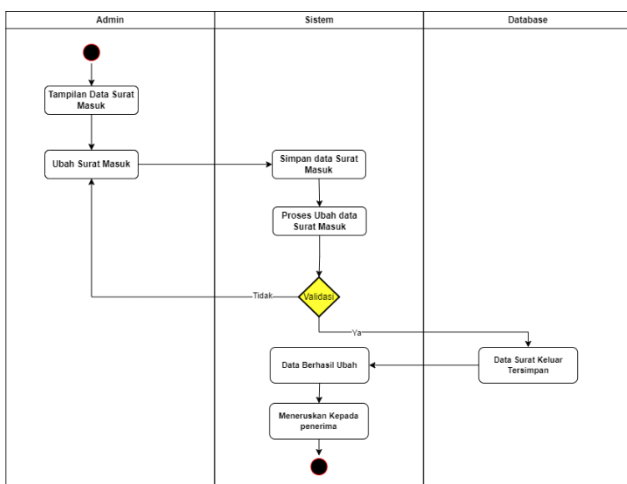 Admin
Sistem
Database
Tampilan Data Surat
Masuk
Ubah Surat Masuk
Simpan data Surat
Masuk
Proses Ubah data
Surat Masuk
Validasi
Tidak
Ya
Data Berhasil Ubah
Data Surat Keluar
Tersimpan
Meneruskan Kepada
penerima